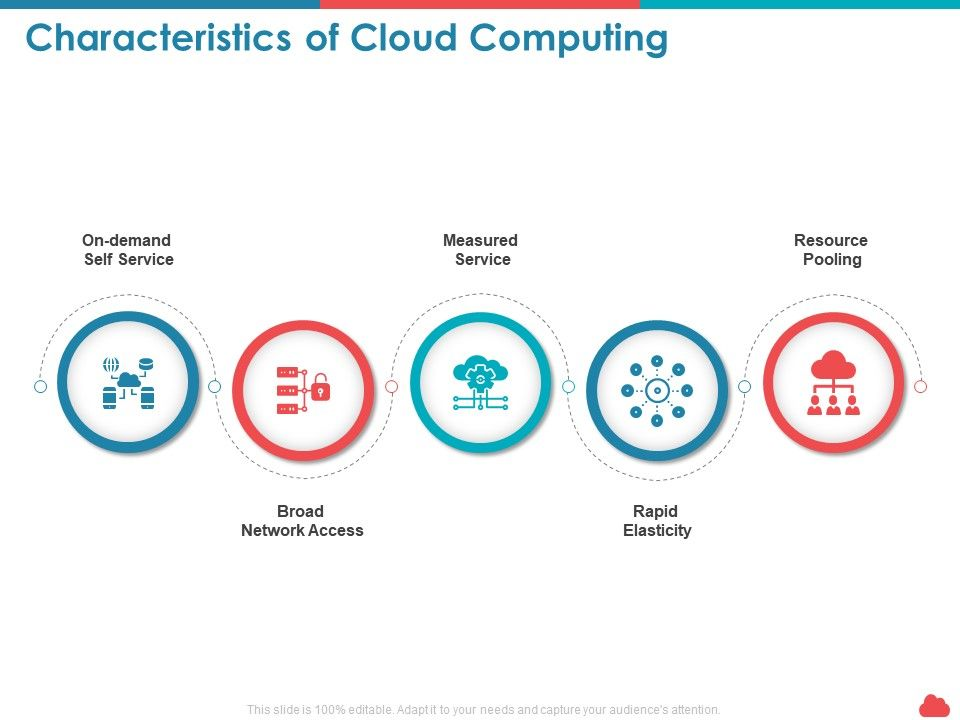 Characteristics of Cloud Computing
On-demand
Self Service
Measured
Service
Resource
Pooling
Broad
Network Access
Rapid
Elasticity
This slide is 100% editable. Adapt it to your needs and capture your audience's attention.